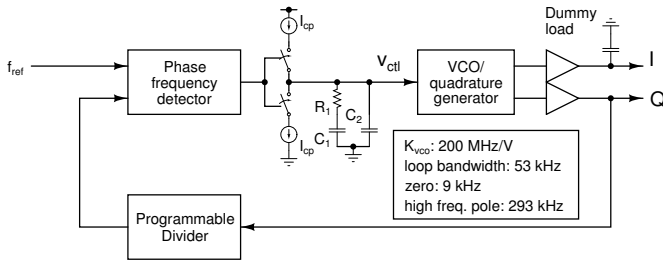 Dummy
load
I_cp
f_ref
Phase
frequency
detector
V_ctl
VCO/
quadrature
generator
I
Q
R_1
C_2
C_1
I_cp
K_vco: 200 MHz/V
loop bandwidth: 53 kHz
zero: 9 kHz
high freq. pole: 293 kHz
Programmable
Divider